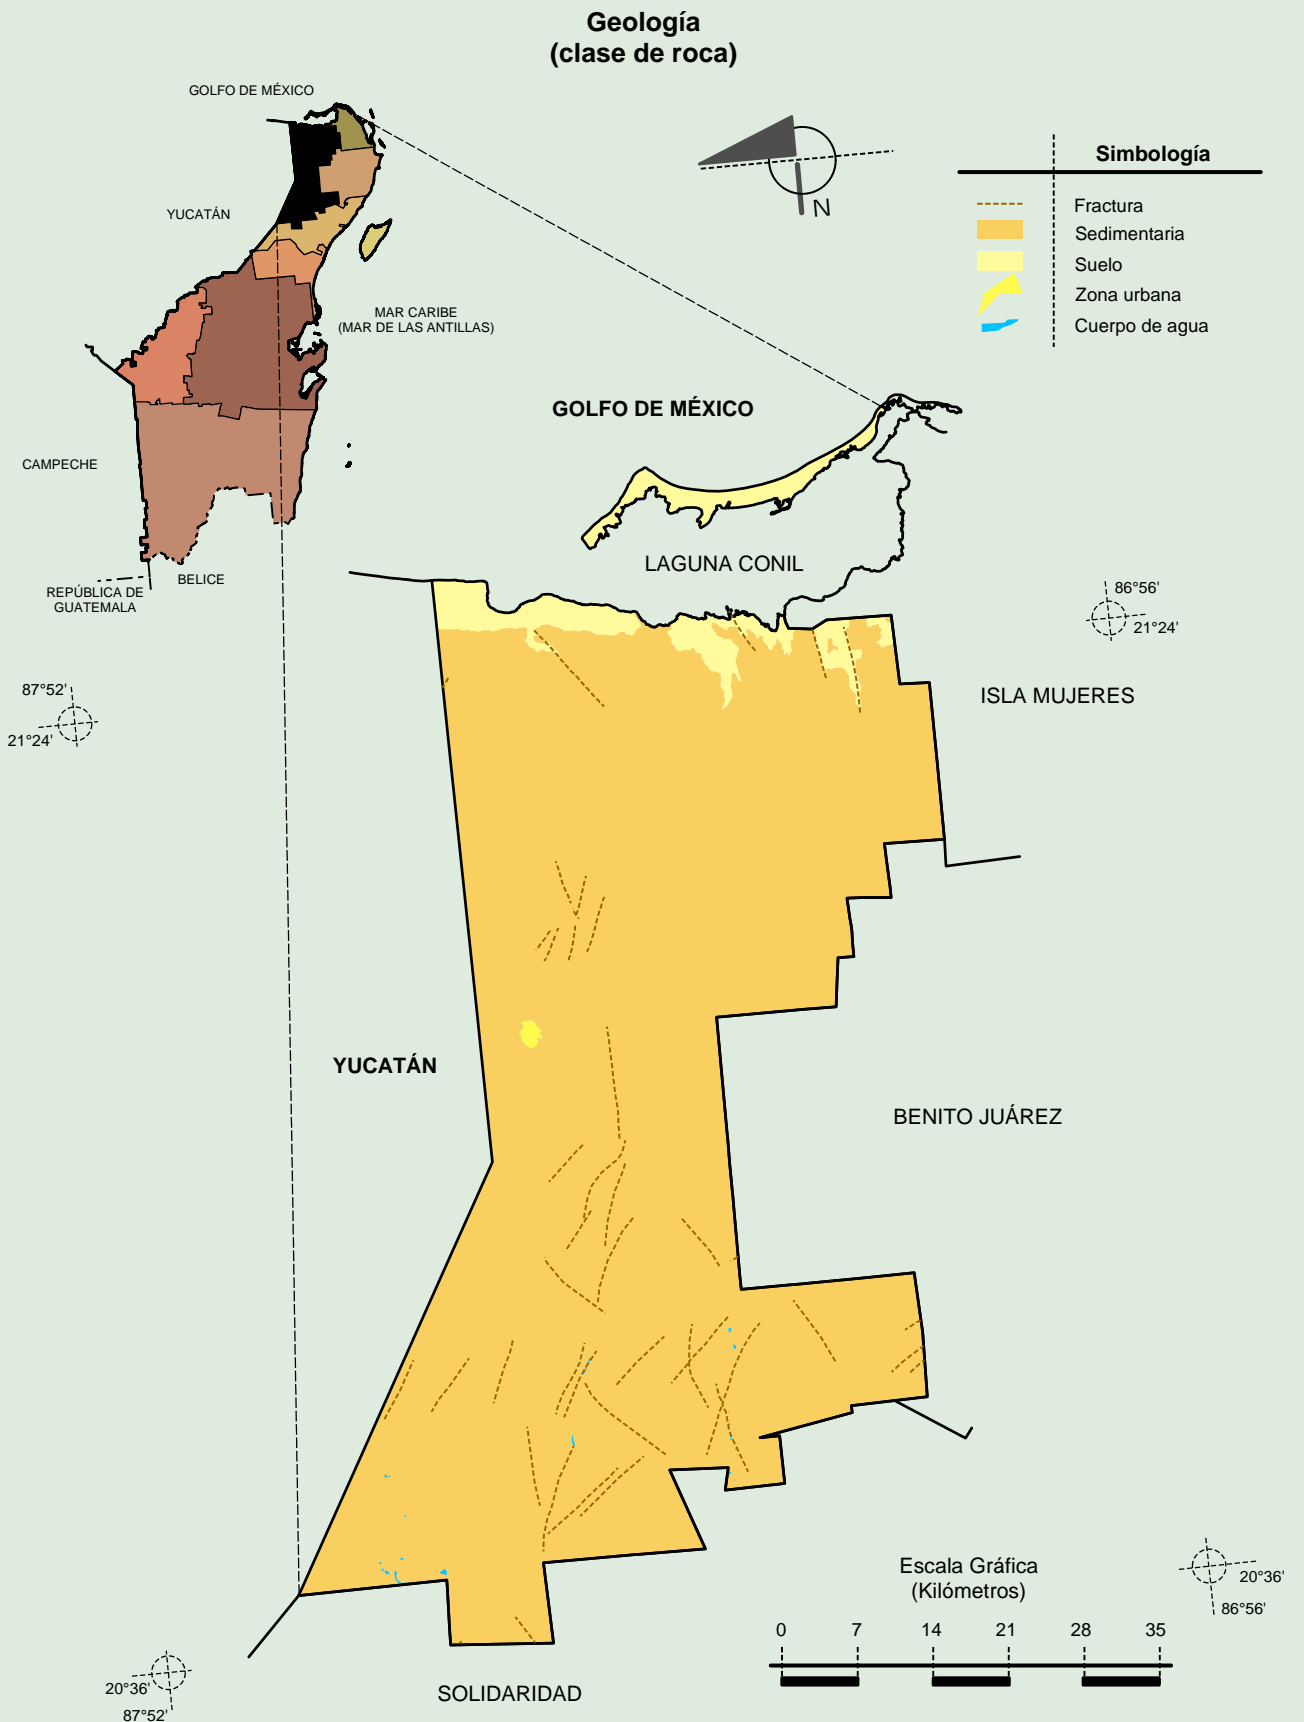 Geología
(clase de roca)
GOLFO DE MÉXICO
YUCATÁN
MAR CARIBE
(MAR DE LAS ANTILLAS)
CAMPECHE
BELICE
REPÚBLICA DE
GUATEMALA
N
Simbología
Fractura
Sedimentaria
Suelo
Zona urbana
Cuerpo de agua
GOLFO DE MÉXICO
LAGUNA CONIL
86°56'
21°24'
87°52'
21°24'
ISLA MUJERES
YUCATÁN
BENITO JUÁREZ
Escala Gráfica
(Kilómetros)
0 7 14 21 28 35
20°36'
86°56'
20°36'
87°52'
SOLIDARIDAD